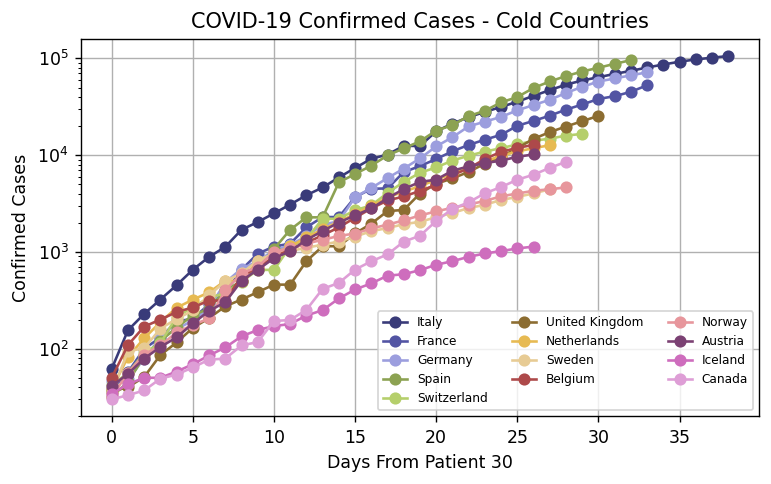 COVID-19 Confirmed Cases - Cold Countries
Confirmed Cases
10^5
10^4
10^3
10^2
0 5 10 15 20 25 30 35
Days From Patient 30
Italy
France
Germany
Spain
Switzerland
United Kingdom
Netherlands
Sweden
Belgium
Norway
Austria
Iceland
Canada